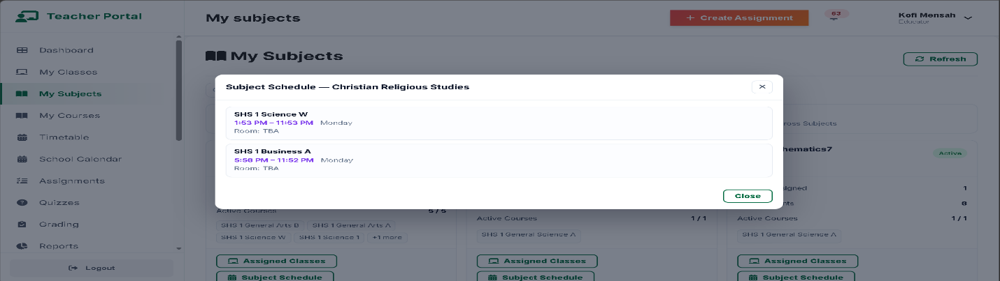 Teacher Portal
My subjects
+ Create Assignment
63
Kofi Mensah
Educator
Dashboard
My Classes
My Subjects
My Courses
Timetable
School Calendar
Assignments
Quizzes
Grading
Reports
Logout
My Subjects
Refresh
Subject Schedule — Christian Religious Studies
×
SHS 1 Science W
1:53 PM – 11:53 PM Monday
Room: TBA
SHS 1 Business A
5:58 PM – 11:52 PM Monday
Room: TBA
Close
ross Subjects
hematics7
Active
signed 1
nts 8
Active Courses 5 / 5
SHS 1 General Arts B SHS 1 General Arts A
SHS 1 Science W SHS 1 Science 1 +1 more
Assigned Classes
Subject Schedule
Active Courses 1 / 1
SHS 1 General Science A
Assigned Classes
Subject Schedule
Active Courses 1 / 1
SHS 1 General Science A
Assigned Classes
Subject Schedule